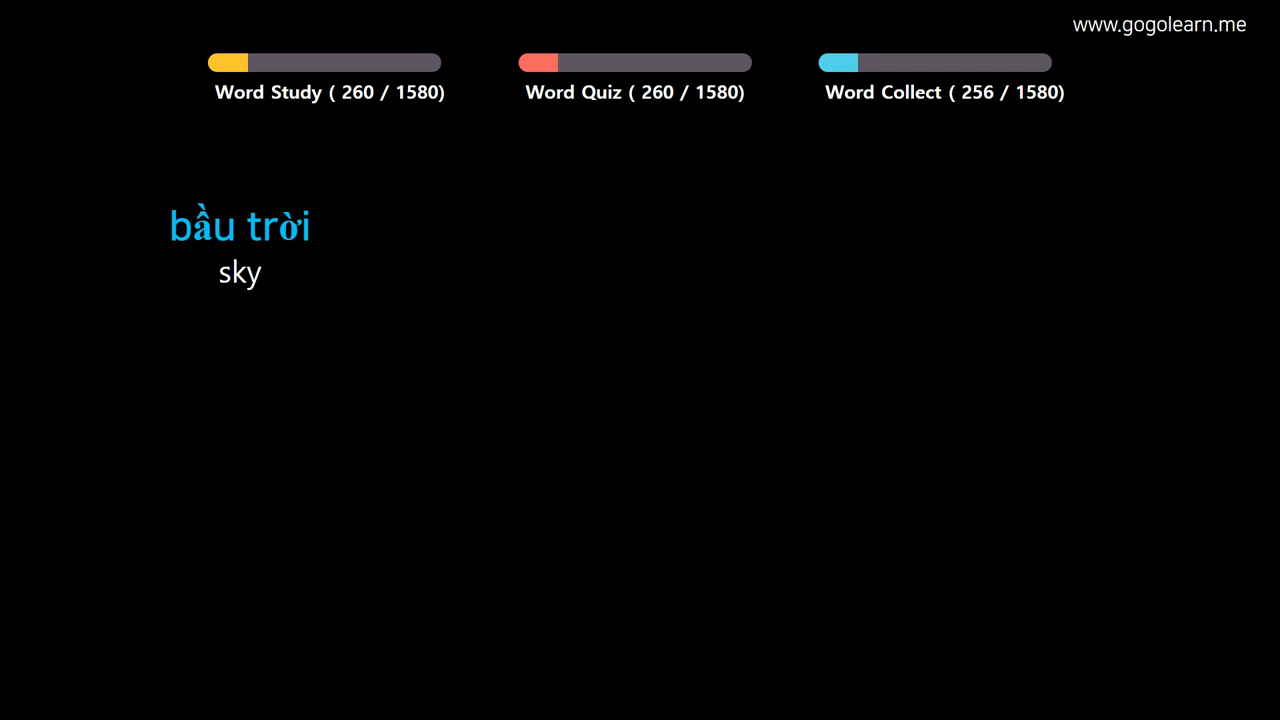 www.gogolearn.me
Word Study ( 260 / 1580)
Word Quiz ( 260 / 1580)
Word Collect ( 256 / 1580)
bầu trời
sky